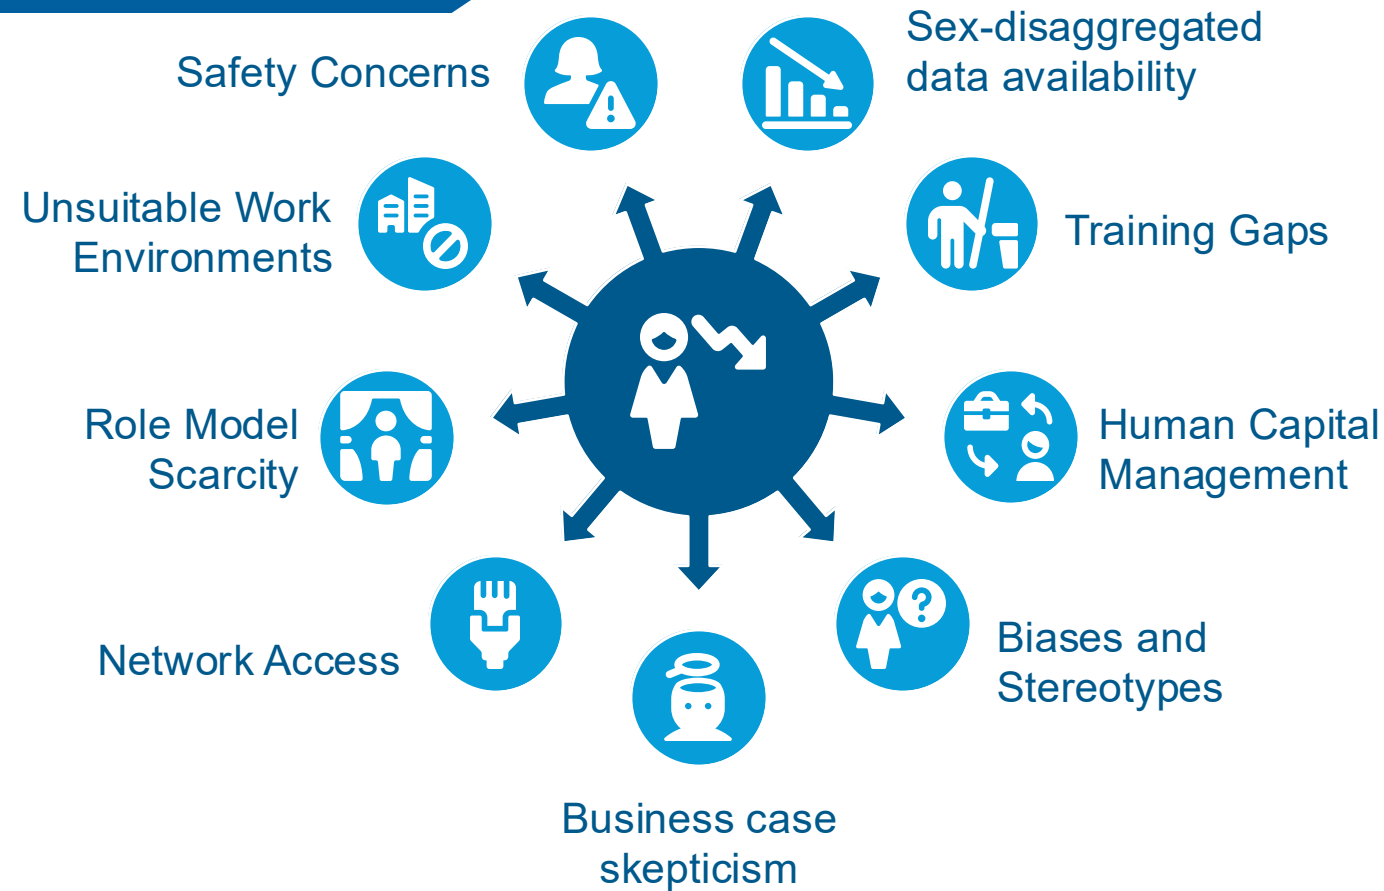 Safety Concerns
Sex-disaggregated
data availability
Unsuitable Work
Environments
Training Gaps
Role Model
Scarcity
Human Capital
Management
Network Access
Biases and
Stereotypes
Business case
skepticism